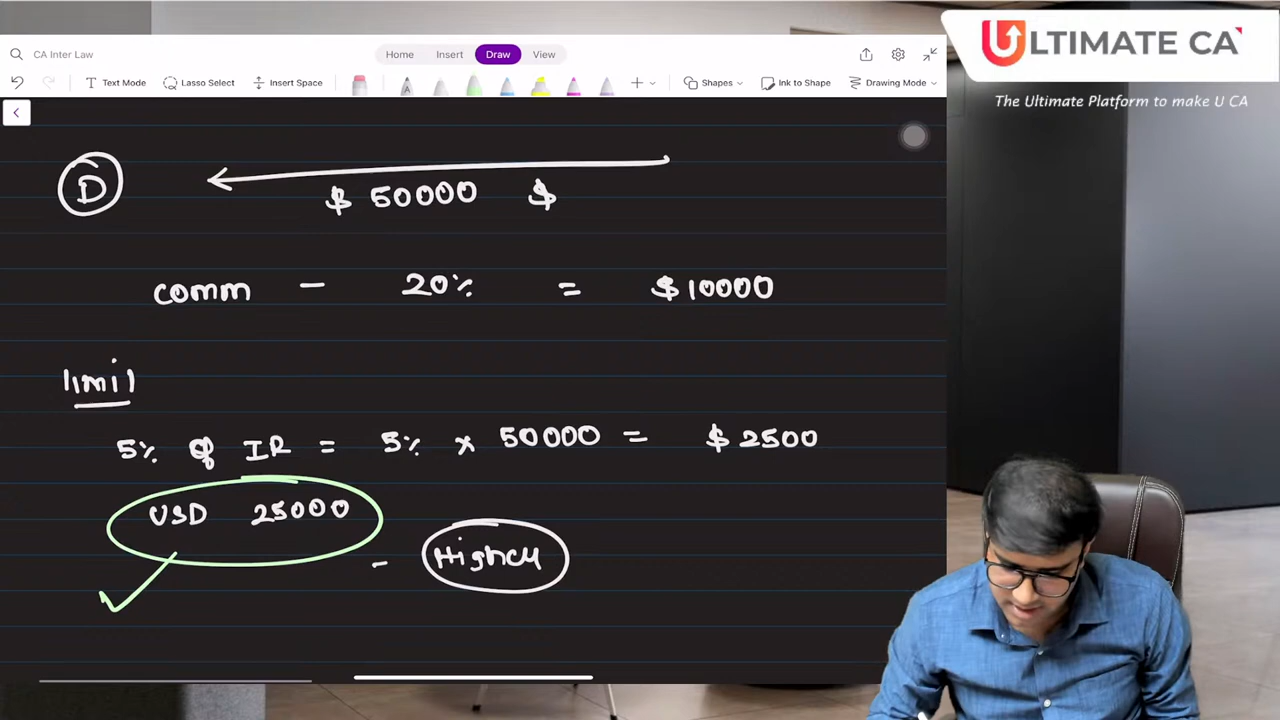 CA Inter Law
Home Insert Draw View
Text Mode Lasso Select Insert Space Shapes Ink to Shape Drawing Mode
ULTIMATE CA
The Ultimate Platform to make U CA
D
$ 50000 $
comm - 20% = $10000
limit
5% of IR = 5% x 50000 = $ 2500
USD 25000
- Higher